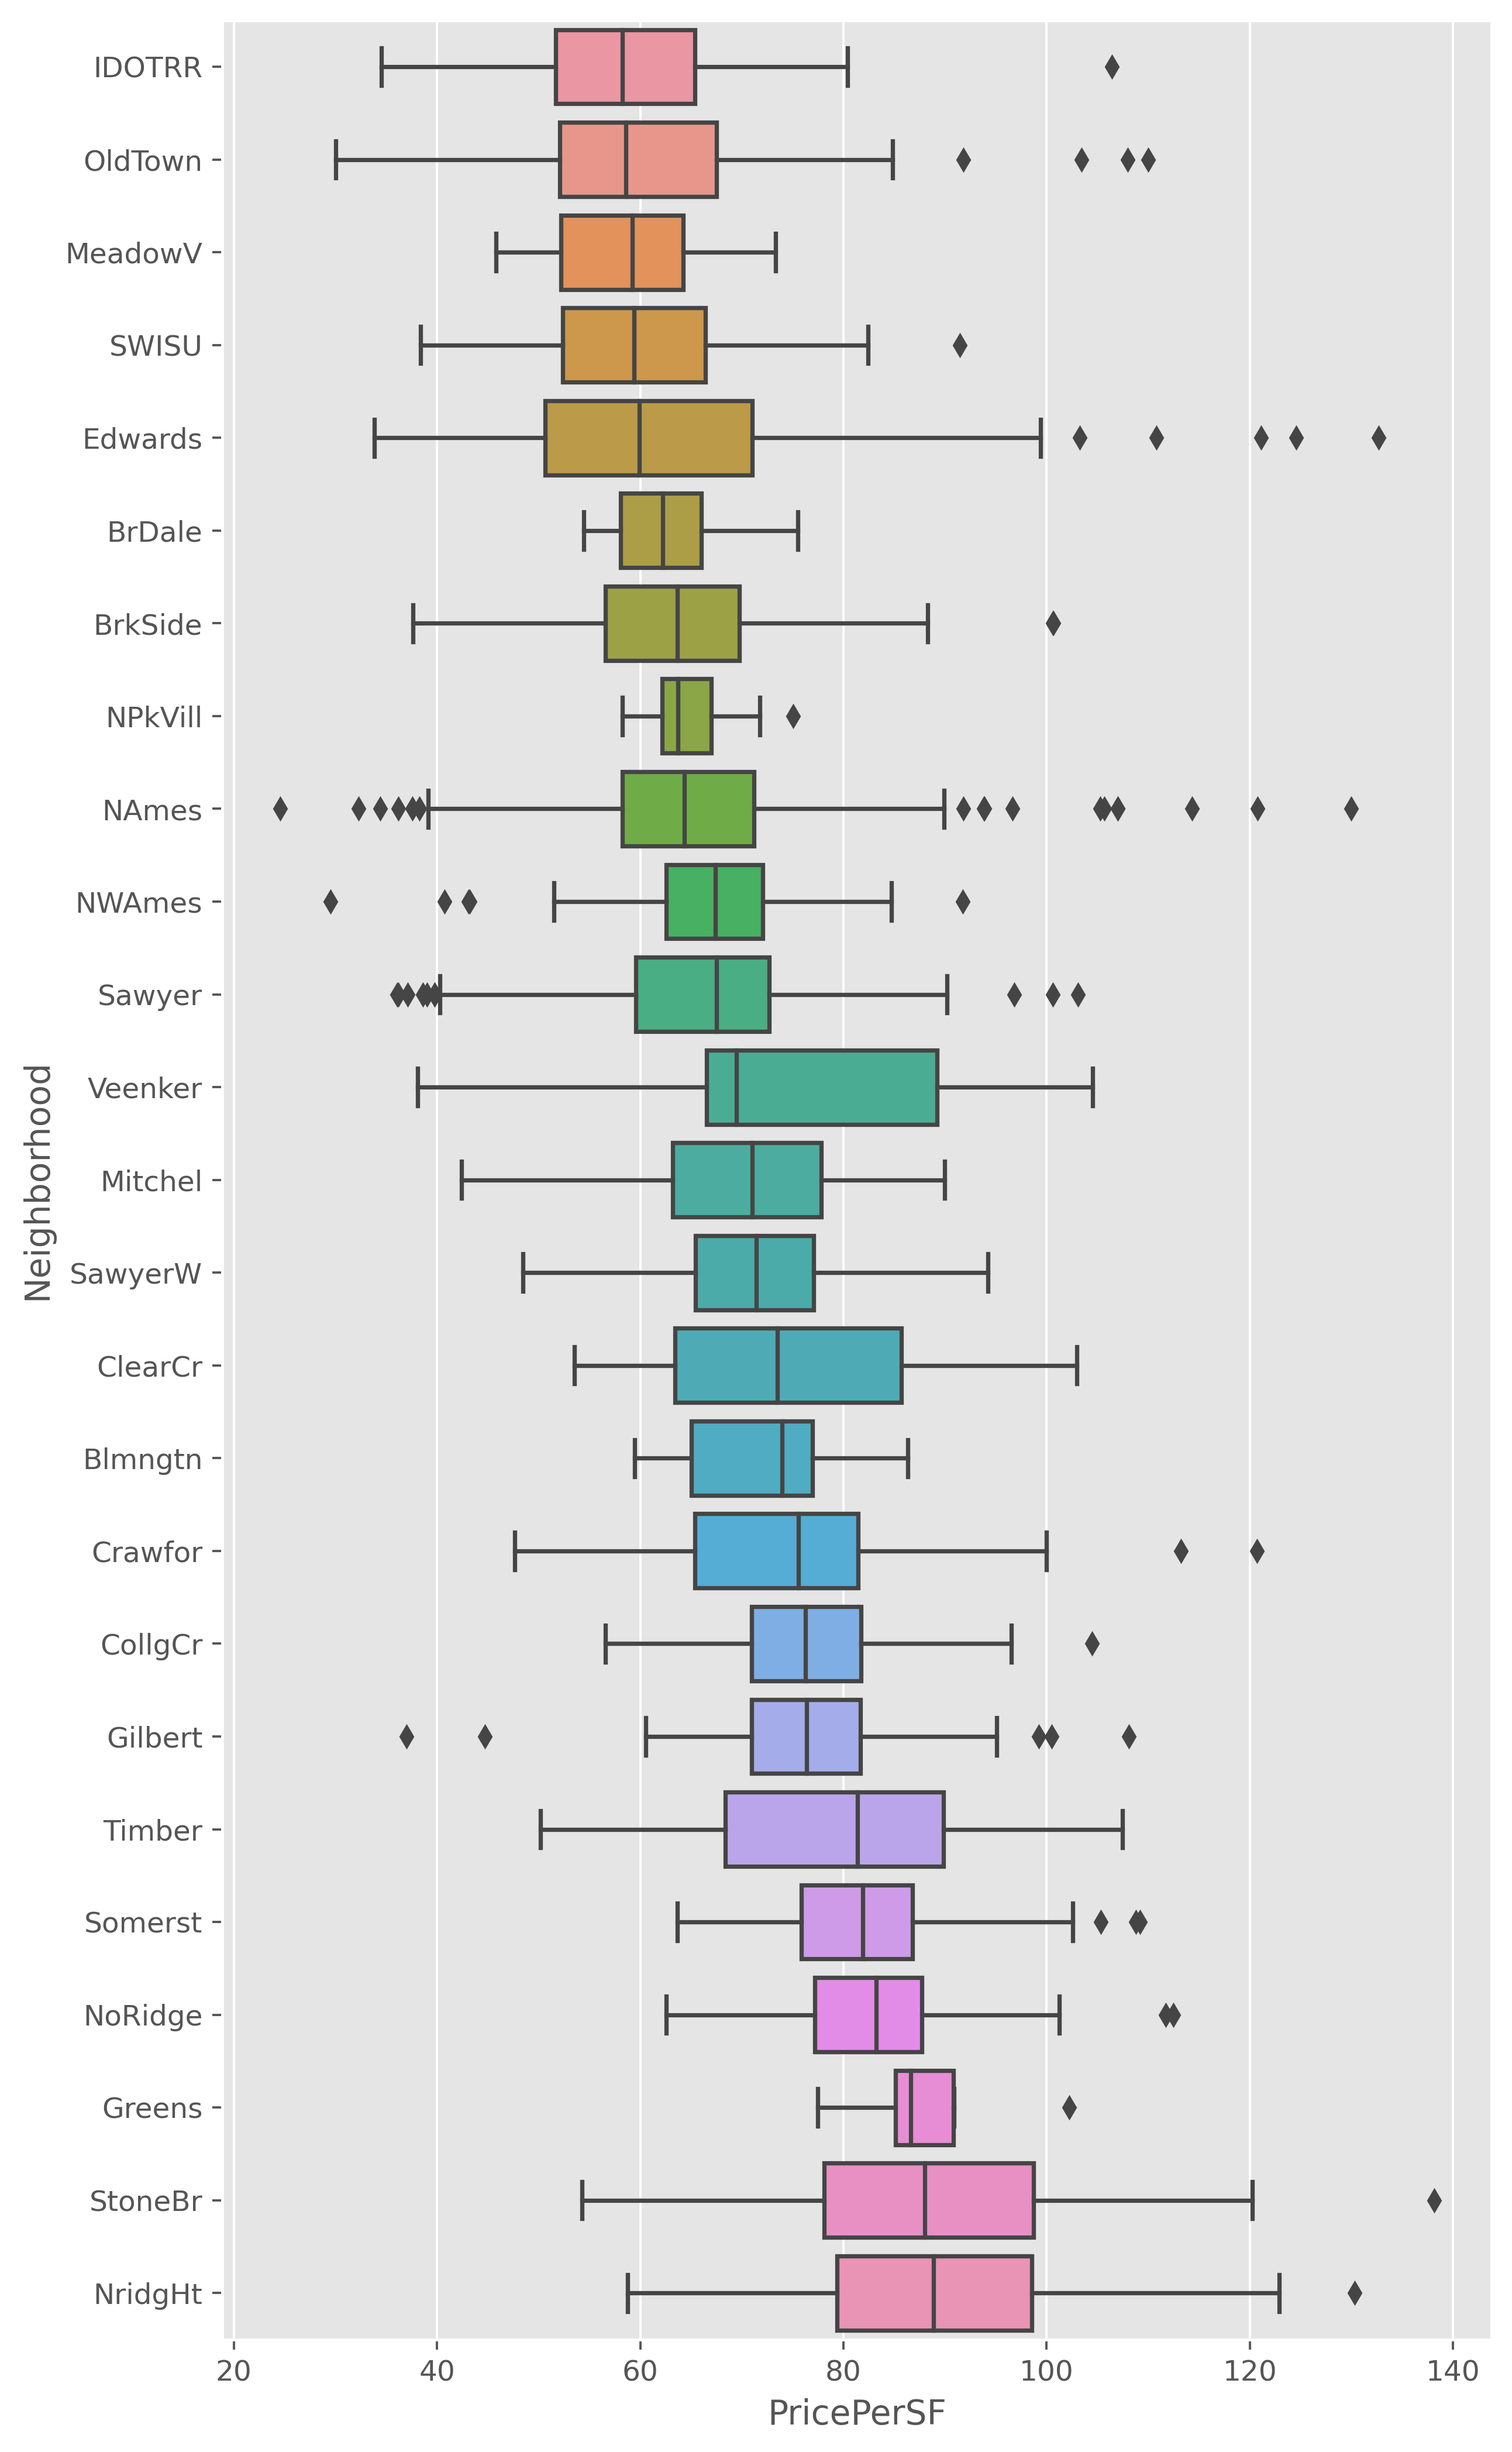 IDOTRR
OldTown
MeadowV
SWISU
Edwards
BrDale
BrkSide
NPkVill
NAmes
NWAmes
Sawyer
Veenker
Mitchel
SawyerW
ClearCr
Blmngtn
Crawfor
CollgCr
Gilbert
Timber
Somerst
NoRidge
Greens
StoneBr
NridgHt
Neighborhood
20 40 60 80 100 120 140
PricePerSF